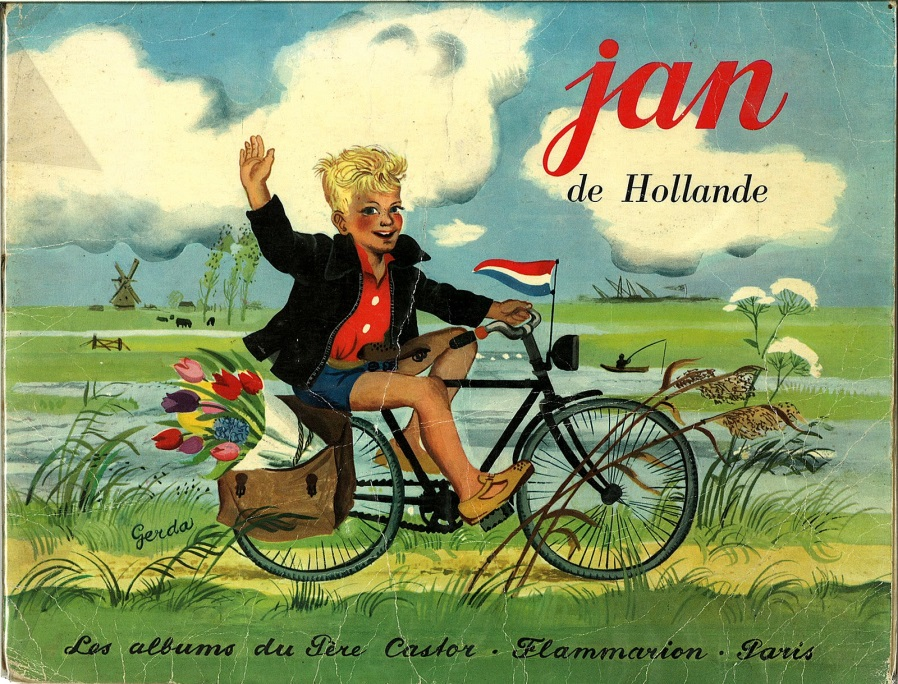 jan
de Hollande
Gerda
Les albums du Père Castor · Flammarion · Paris